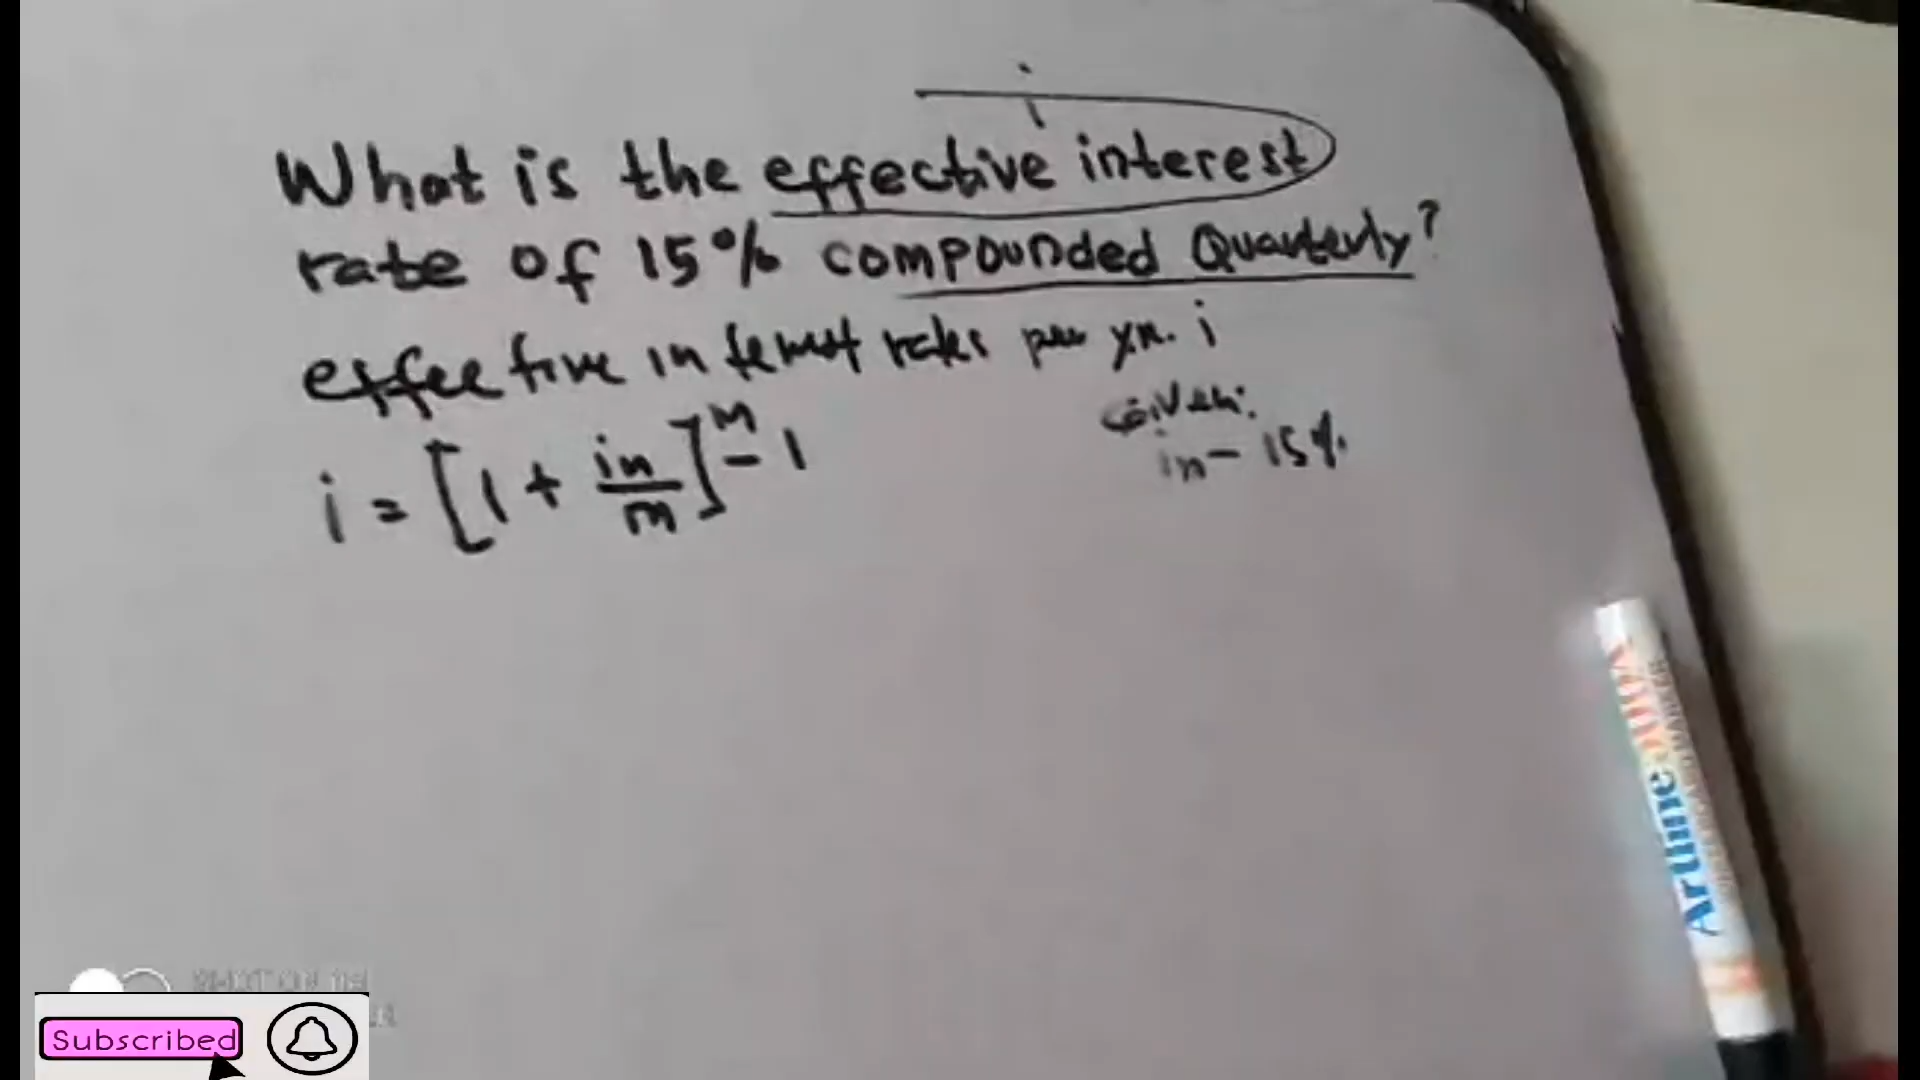 i
What is the effective interest
rate of 15% compounded Quarterly?
effective interest rates per yr. i
Given:
i = [1 + in/m]^m - 1
in - 15%
Artline
Subscribed